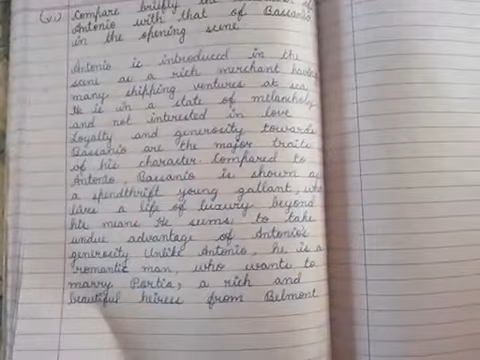 (vi) Compare briefly the
Antonio with that of Bassanio
in the opening scene
Antonio is introduced in the
scene as a rich merchant having
many shipping ventures at sea
He is in a state of melancholy
and not interested in love
Loyalty and generosity towards
Bassanio are the major traits
of his character. Compared to
Antonio, Bassanio is shown as
a spendthrift young gallant, who
lives a life of luxury beyond
his means He seems to take
undue advantage of Antonio's
generosity Unlike Antonio, he is a
romantic man, who wants to
marry Portia, a rich and
beautiful heiress from Belmont